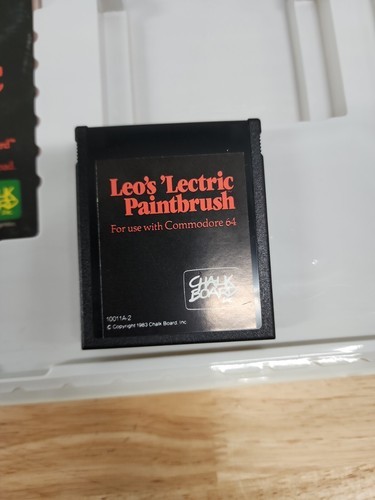 Leo's 'Lectric
Paintbrush
For use with Commodore 64
CHALK
BOARD
10011A-2
© Copyright 1983 Chalk Board, Inc.